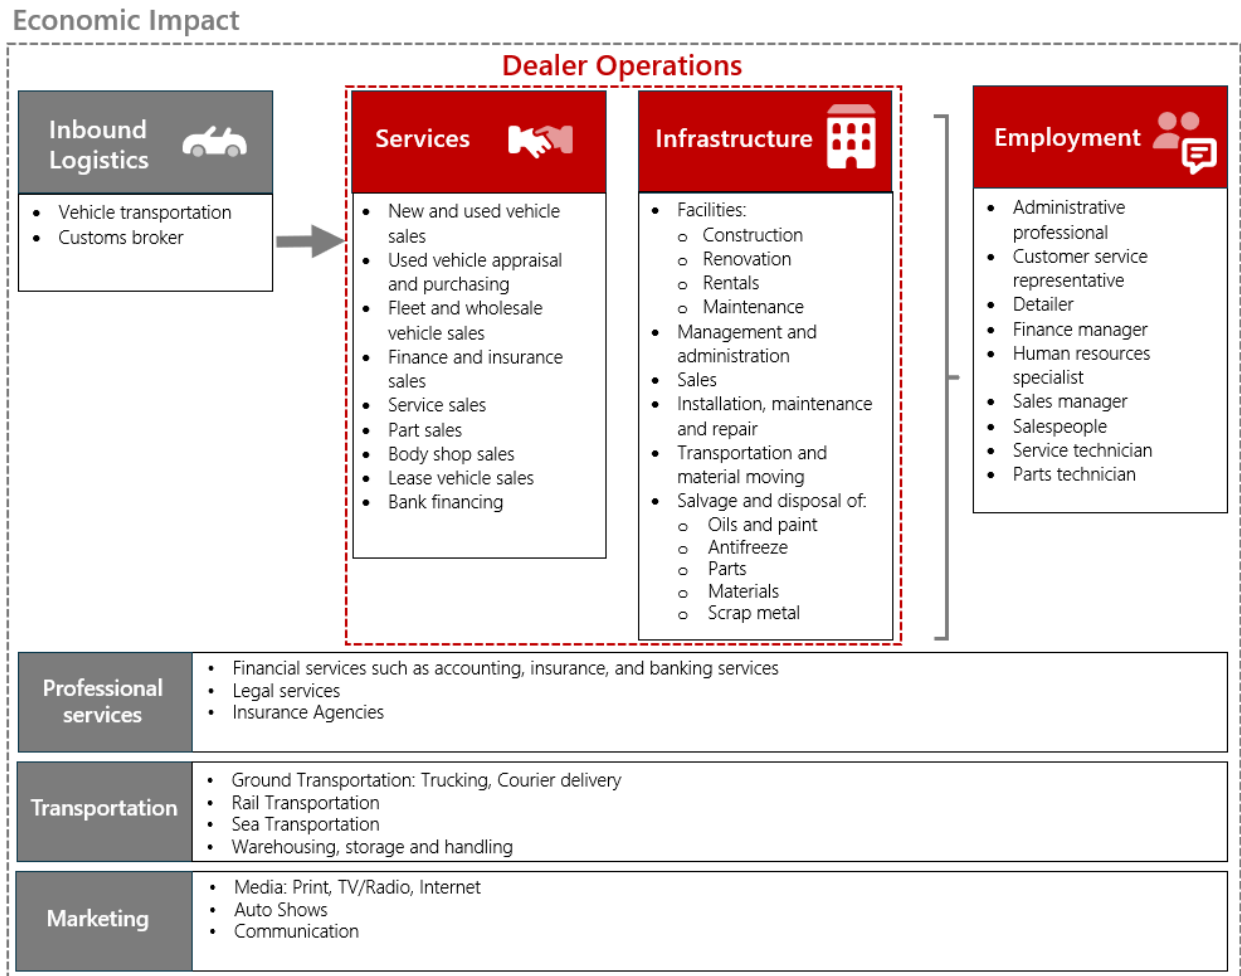 Economic Impact
Dealer Operations
Inbound
Logistics
• Vehicle transportation
• Customs broker
Services
• New and used vehicle
sales
• Used vehicle appraisal
and purchasing
• Fleet and wholesale
vehicle sales
• Finance and insurance
sales
• Service sales
• Part sales
• Body shop sales
• Lease vehicle sales
• Bank financing
Infrastructure
• Facilities:
o Construction
o Renovation
o Rentals
o Maintenance
• Management and
administration
• Sales
• Installation, maintenance
and repair
• Transportation and
material moving
• Salvage and disposal of:
o Oils and paint
o Antifreeze
o Parts
o Materials
o Scrap metal
Employment
• Administrative
professional
• Customer service
representative
• Detailer
• Finance manager
• Human resources
specialist
• Sales manager
• Salespeople
• Service technician
• Parts technician
Professional
services
• Financial services such as accounting, insurance, and banking services
• Legal services
• Insurance Agencies
Transportation
• Ground Transportation: Trucking, Courier delivery
• Rail Transportation
• Sea Transportation
• Warehousing, storage and handling
Marketing
• Media: Print, TV/Radio, Internet
• Auto Shows
• Communication